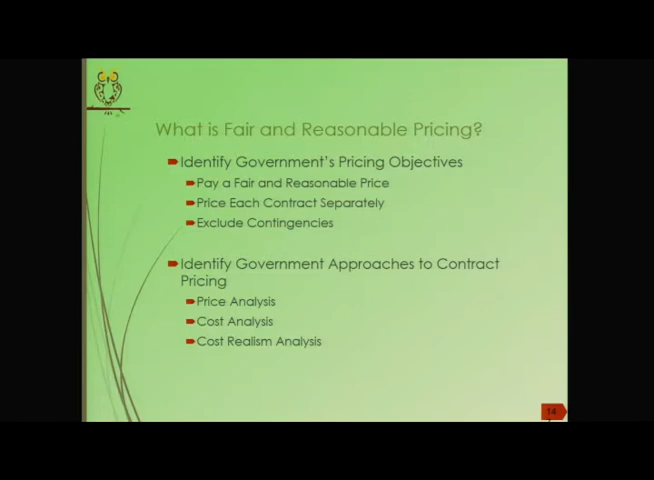 What is Fair and Reasonable Pricing?
Identify Government's Pricing Objectives
Pay a Fair and Reasonable Price
Price Each Contract Separately
Exclude Contingencies
Identify Government Approaches to Contract
Pricing
Price Analysis
Cost Analysis
Cost Realism Analysis
14